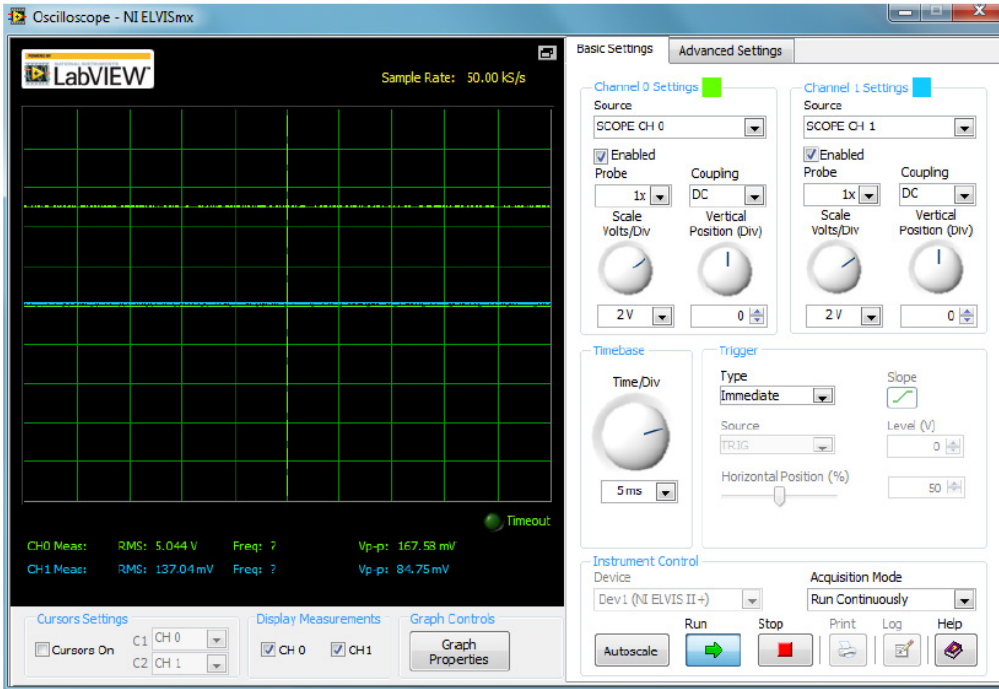 Oscilloscope - NI ELVISmx
LabVIEW
Sample Rate: 50.00 kS/s
CH0 Meas: RMS: 5.044 V Freq: ? Vp-p: 167.58 mV
CH1 Meas: RMS: 137.04 mV Freq: ? Vp-p: 84.75 mV
Timeout
Cursors Settings
Cursors On
C1 CH 0
C2 CH 1
Display Measurements
CH 0 CH1
Graph Controls
Graph
Properties
Basic Settings Advanced Settings
Channel 0 Settings
Source
SCOPE CH 0
Enabled
Probe Coupling
1x DC
Scale Vertical
Volts/Div Position (Div)
2 V 0
Channel 1 Settings
Source
SCOPE CH 1
Enabled
Probe Coupling
1x DC
Scale Vertical
Volts/Div Position (Div)
2 V 0
Timebase
Time/Div
5 ms
Trigger
Type Slope
Immediate
Source Level (V)
TRIG 0
Horizontal Position (%)
50
Instrument Control
Device Acquisition Mode
Dev1 (NI ELVIS II+) Run Continuously
Run Stop Print Log Help
Autoscale